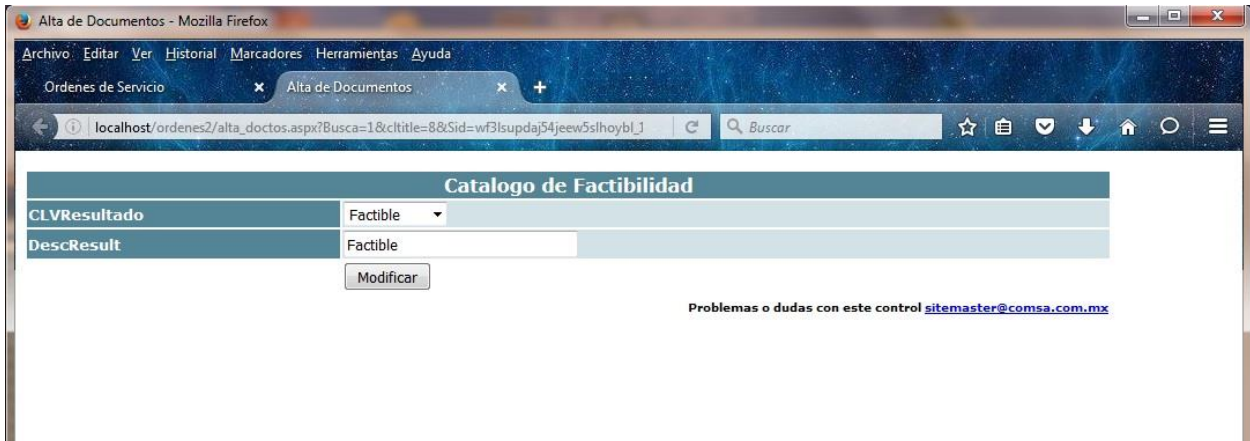 Alta de Documentos - Mozilla Firefox
Archivo Editar Ver Historial Marcadores Herramientas Ayuda
Ordenes de Servicio Alta de Documentos
localhost/ordenes2/alta_doctos.aspx?Busca=1&cltitle=8&Sid=wf3lsupdaj54jeew5slhoybl_1 Buscar
Catalogo de Factibilidad
CLVResultado Factible
DescResult Factible
Modificar
Problemas o dudas con este control sitemaster@comsa.com.mx